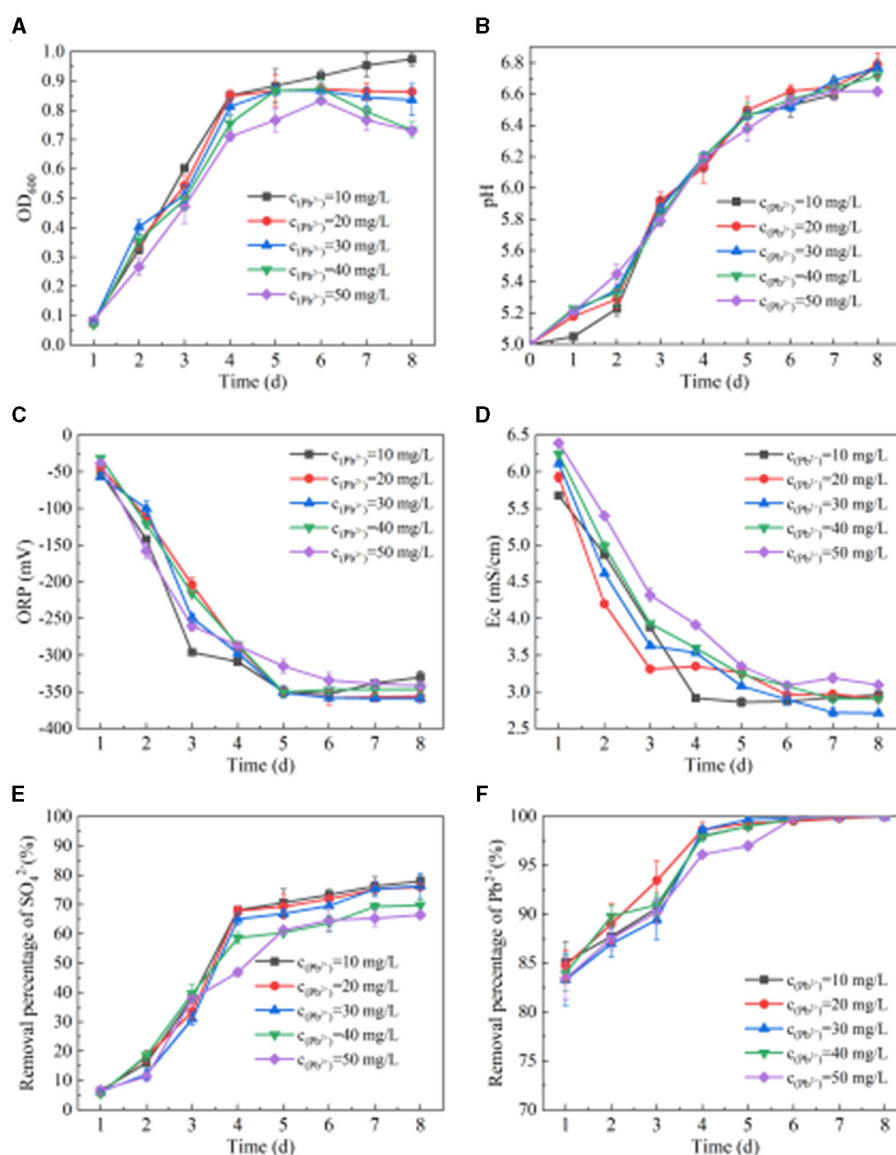 A
OD₆₀₀
1.0
0.9
0.8
0.7
0.6
0.5
0.4
0.3
0.2
0.1
0.0
c(Pb²⁺)=10 mg/L
c(Pb²⁺)=20 mg/L
c(Pb²⁺)=30 mg/L
c(Pb²⁺)=40 mg/L
c(Pb²⁺)=50 mg/L
1 2 3 4 5 6 7 8
Time (d)
B
pH
6.8
6.6
6.4
6.2
6.0
5.8
5.6
5.4
5.2
5.0
c(Pb²⁺)=10 mg/L
c(Pb²⁺)=20 mg/L
c(Pb²⁺)=30 mg/L
c(Pb²⁺)=40 mg/L
c(Pb²⁺)=50 mg/L
0 1 2 3 4 5 6 7 8
Time (d)
C
ORP (mV)
0
-50
-100
-150
-200
-250
-300
-350
-400
c(Pb²⁺)=10 mg/L
c(Pb²⁺)=20 mg/L
c(Pb²⁺)=30 mg/L
c(Pb²⁺)=40 mg/L
c(Pb²⁺)=50 mg/L
1 2 3 4 5 6 7 8
Time (d)
D
Ec (mS/cm)
6.5
6.0
5.5
5.0
4.5
4.0
3.5
3.0
2.5
c(Pb²⁺)=10 mg/L
c(Pb²⁺)=20 mg/L
c(Pb²⁺)=30 mg/L
c(Pb²⁺)=40 mg/L
c(Pb²⁺)=50 mg/L
1 2 3 4 5 6 7 8
Time (d)
E
Removal percentage of SO₄²⁻(%)
100
90
80
70
60
50
40
30
20
10
0
c(Pb²⁺)=10 mg/L
c(Pb²⁺)=20 mg/L
c(Pb²⁺)=30 mg/L
c(Pb²⁺)=40 mg/L
c(Pb²⁺)=50 mg/L
1 2 3 4 5 6 7 8
Time (d)
F
Removal percentage of Pb²⁺(%)
100
95
90
85
80
75
70
c(Pb²⁺)=10 mg/L
c(Pb²⁺)=20 mg/L
c(Pb²⁺)=30 mg/L
c(Pb²⁺)=40 mg/L
c(Pb²⁺)=50 mg/L
1 2 3 4 5 6 7 8
Time (d)